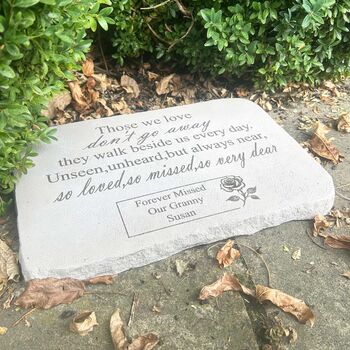 Those we love
don't go away
they walk beside us every day.
Unseen,unheard,but always near,
so loved,so missed,so very dear
Forever Missed
Our Granny
Susan